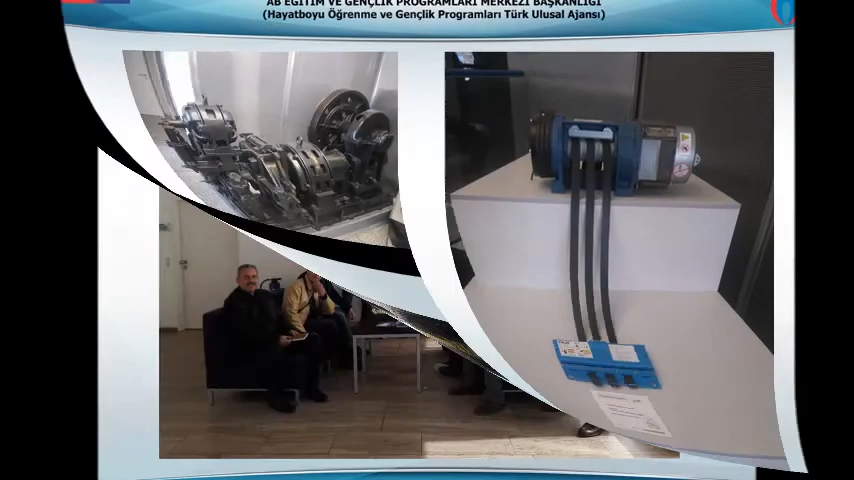 AB EĞİTİM VE GENÇLİK PROGRAMLARI MERKEZİ BAŞKANLIĞI
(Hayatboyu Öğrenme ve Gençlik Programları Türk Ulusal Ajansı)